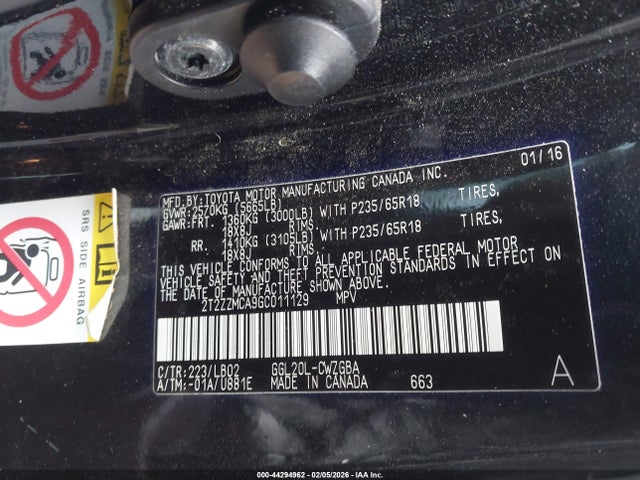 MFD.BY:TOYOTA MOTOR MANUFACTURING CANADA INC. 01/16
GVWR:2570KG (5665LB)
GAWR:FRT. 1360KG (3000LB) WITH P235/65R18 TIRES,
18X8J RIMS.
RR. 1410KG (3105LB) WITH P235/65R18 TIRES,
18X8J RIMS.
THIS VEHICLE CONFORMS TO ALL APPLICABLE FEDERAL MOTOR
VEHICLE SAFETY AND THEFT PREVENTION STANDARDS IN EFFECT ON
THE DATE OF MANUFACTURE SHOWN ABOVE.
2T2ZZMCA9GC011129 MPV
C/TR:223/LB02 GGL20L-CWZGBA
A/TM:-01A/U881E MADE IN CANADA 663
A
SRS SIDE AIRBAG
000-44294962 - 02/05/2026 - IAA Inc.